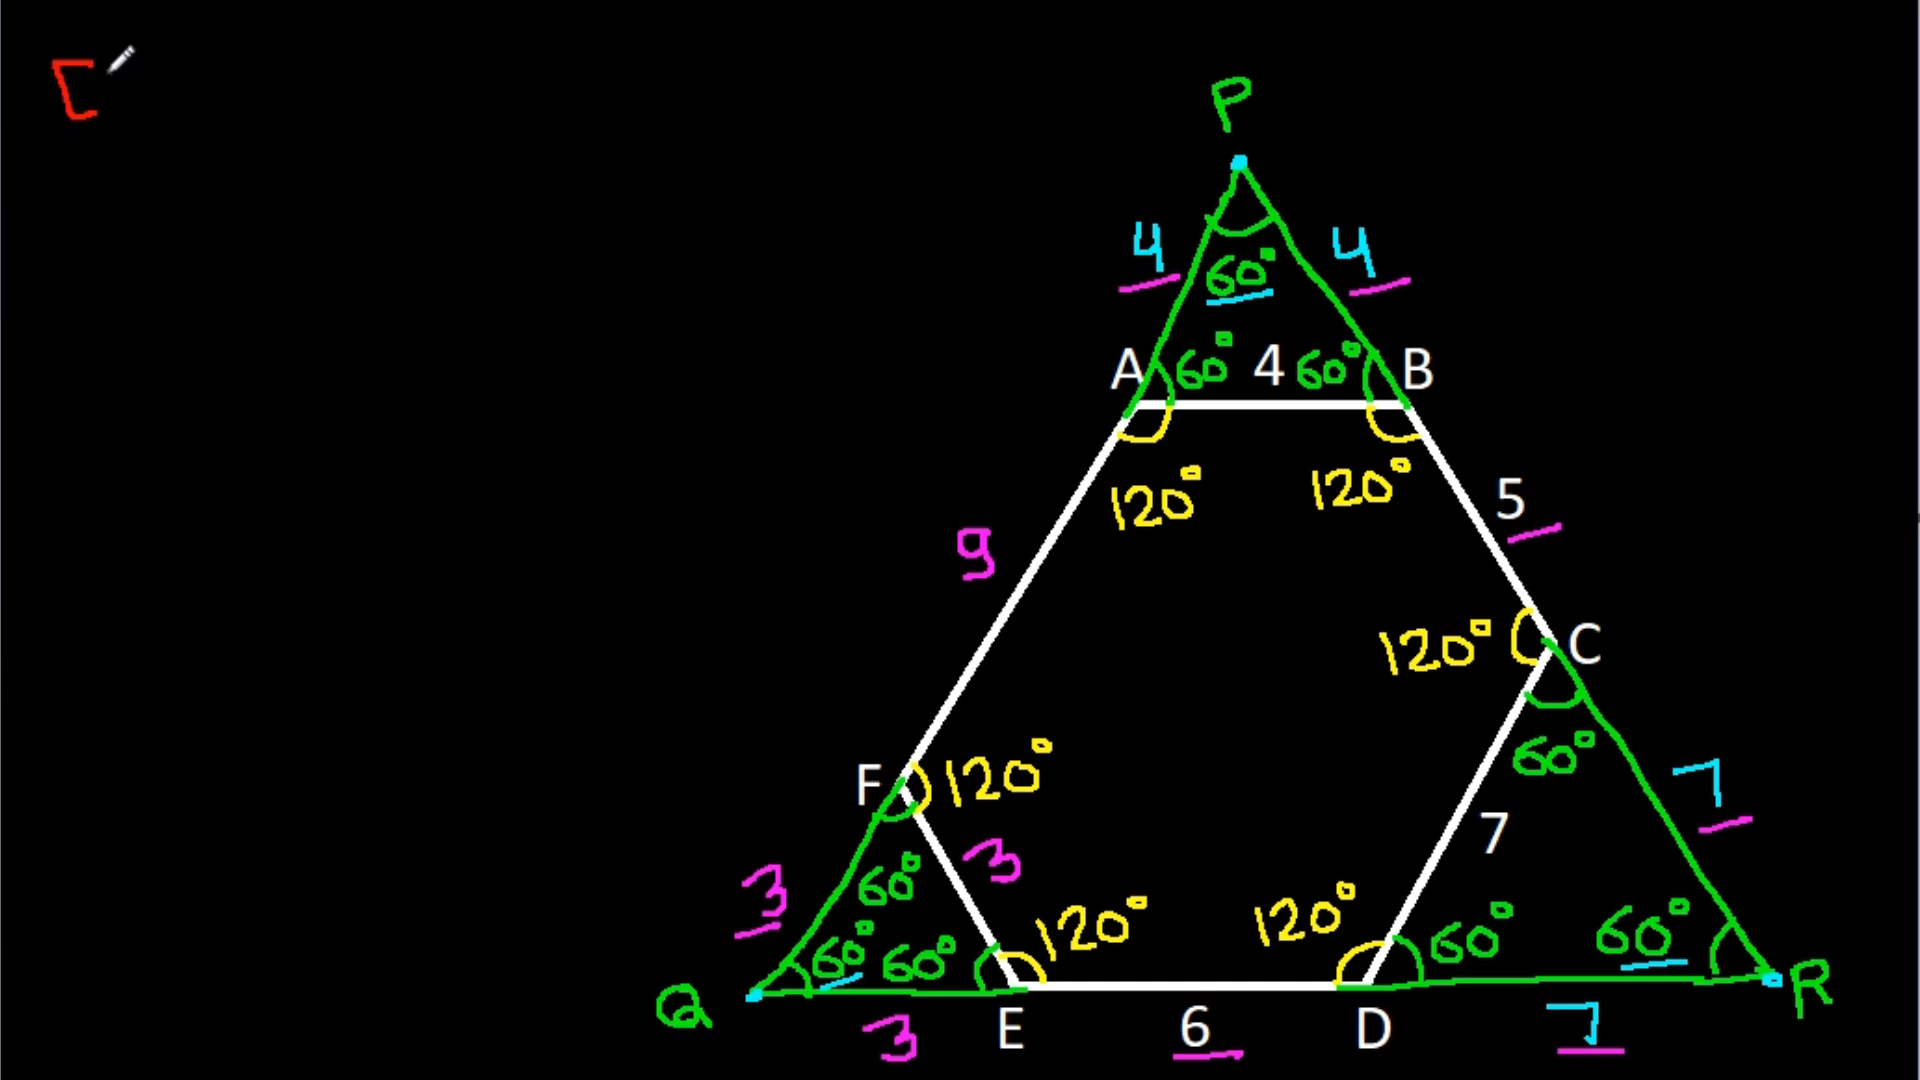 [
P
4 4
60°
A 60° 4 60° B
120° 120° 5
9
120° C
F 120° 60° 7
3 60° 3 7
60° 60° 120° 120° 60° 60°
Q E 6 D 7 R
3